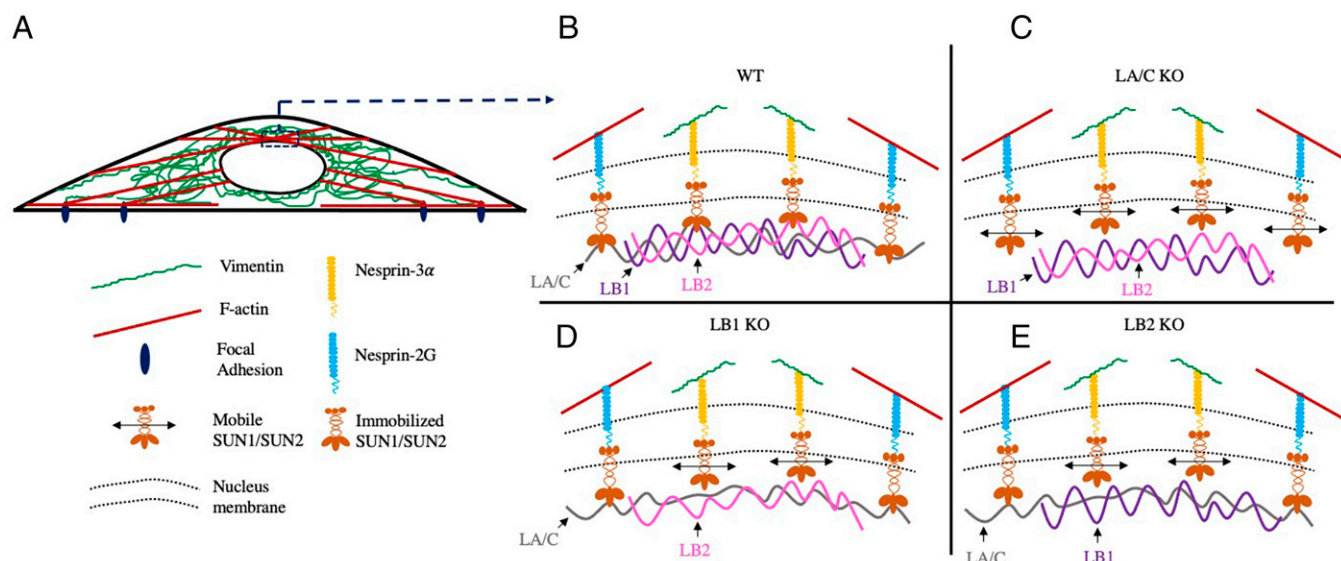 A
Vimentin
F-actin
Focal
Adhesion
Mobile
SUN1/SUN2
Nucleus
membrane
Nesprin-3α
Nesprin-2G
Immobilized
SUN1/SUN2
B
WT
LA/C
LB1
LB2
C
LA/C KO
LB1
LB2
D
LB1 KO
LA/C
LB2
E
LB2 KO
LA/C
LB1